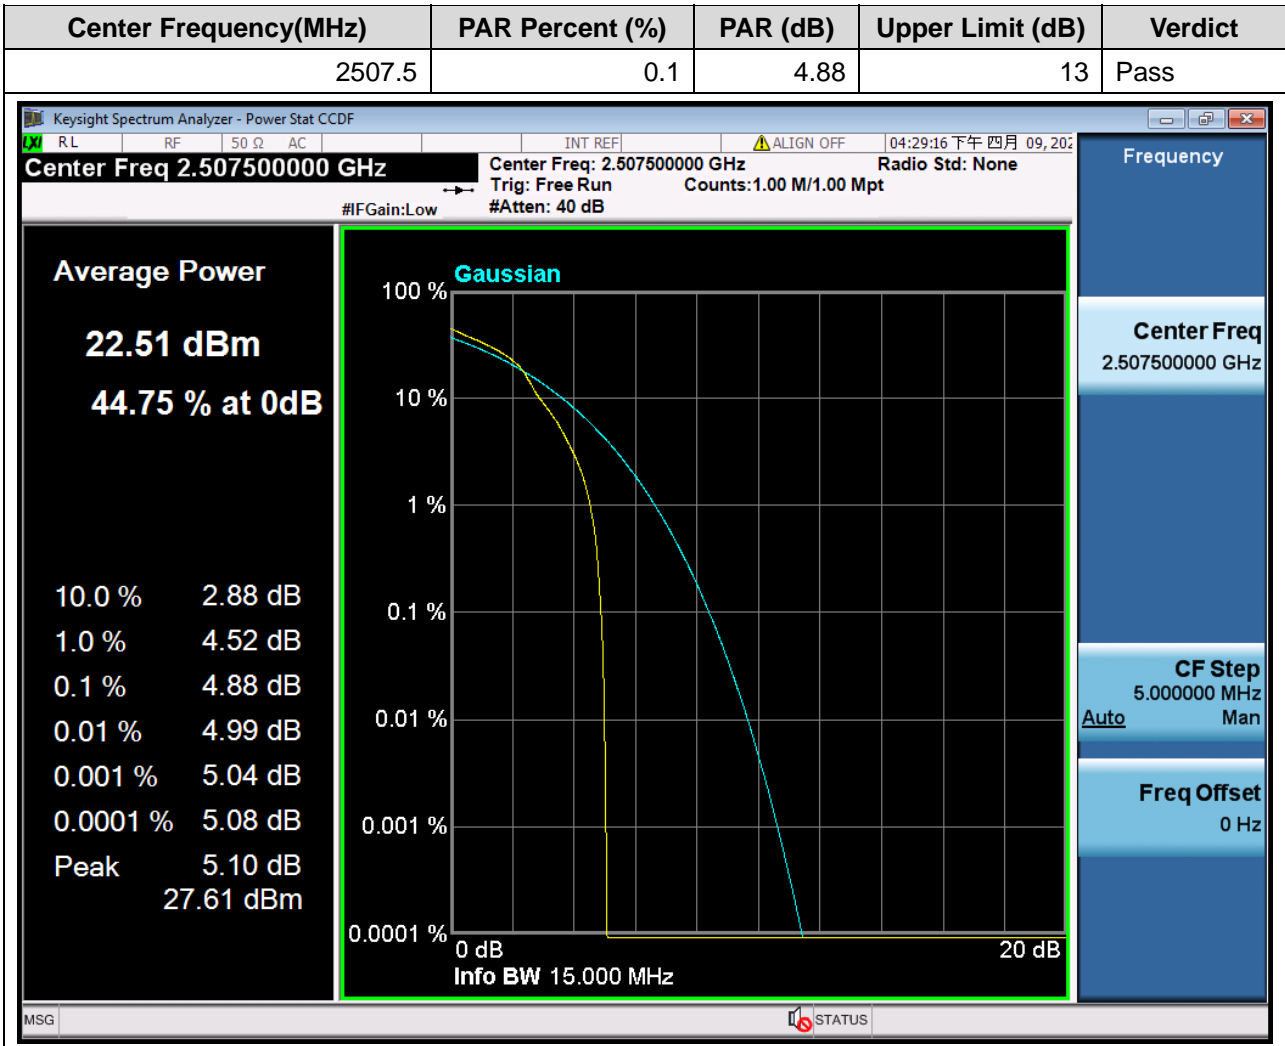 Center Frequency(MHz) PAR Percent (%) PAR (dB) Upper Limit (dB) Verdict
2507.5 0.1 4.88 13 Pass
Keysight Spectrum Analyzer - Power Stat CCDF
LXI RL RF 50 Ω AC INT REF ALIGN OFF 04:29:16 下午 四月 09, 202
Center Freq 2.507500000 GHz
#IFGain:Low
Center Freq: 2.507500000 GHz Radio Std: None
Trig: Free Run Counts:1.00 M/1.00 Mpt
#Atten: 40 dB
Average Power
22.51 dBm
44.75 % at 0dB
10.0 % 2.88 dB
1.0 % 4.52 dB
0.1 % 4.88 dB
0.01 % 4.99 dB
0.001 % 5.04 dB
0.0001 % 5.08 dB
Peak 5.10 dB
27.61 dBm
Gaussian
100 %
10 %
1 %
0.1 %
0.01 %
0.001 %
0.0001 %
0 dB 20 dB
Info BW 15.000 MHz
Frequency
Center Freq
2.507500000 GHz
CF Step
5.000000 MHz
Auto Man
Freq Offset
0 Hz
MSG STATUS